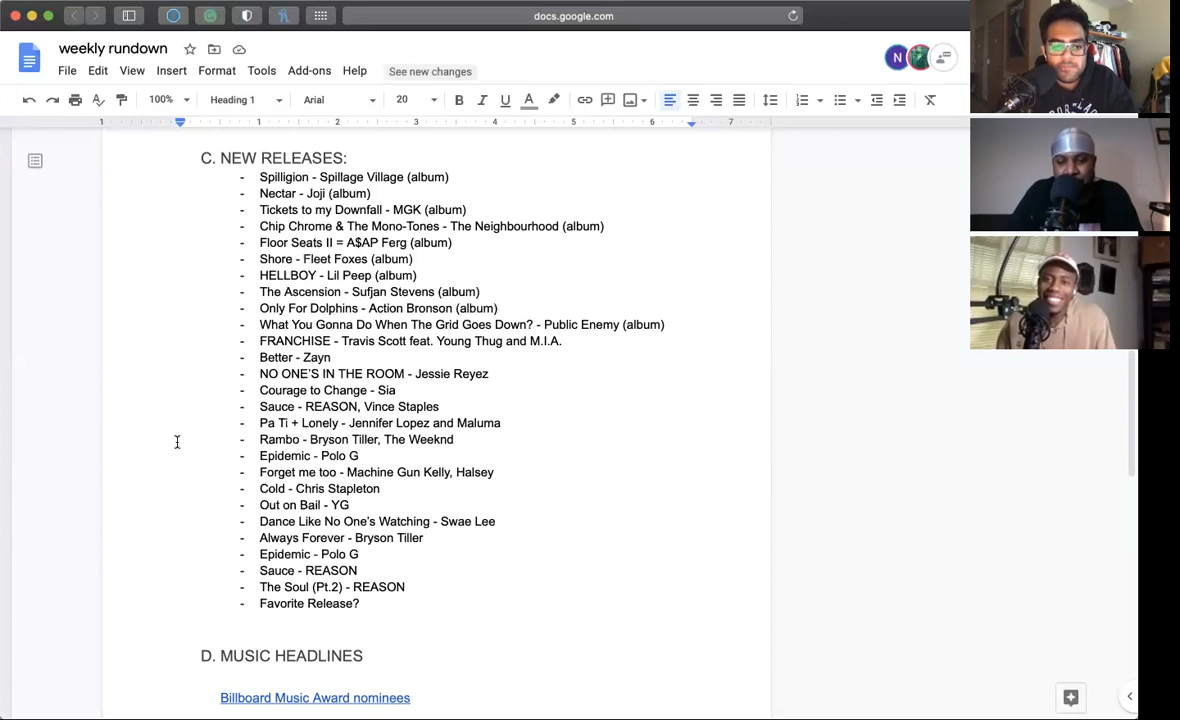 docs.google.com
weekly rundown
File Edit View Insert Format Tools Add-ons Help See new changes
N
100% Heading 1 Arial 20 B I U A
1 1 2 3 4 5 6 7
C. NEW RELEASES:
- Spilligion - Spillage Village (album)
- Nectar - Joji (album)
- Tickets to my Downfall - MGK (album)
- Chip Chrome & The Mono-Tones - The Neighbourhood (album)
- Floor Seats II = A$AP Ferg (album)
- Shore - Fleet Foxes (album)
- HELLBOY - Lil Peep (album)
- The Ascension - Sufjan Stevens (album)
- Only For Dolphins - Action Bronson (album)
- What You Gonna Do When The Grid Goes Down? - Public Enemy (album)
- FRANCHISE - Travis Scott feat. Young Thug and M.I.A.
- Better - Zayn
- NO ONE'S IN THE ROOM - Jessie Reyez
- Courage to Change - Sia
- Sauce - REASON, Vince Staples
- Pa Ti + Lonely - Jennifer Lopez and Maluma
- Rambo - Bryson Tiller, The Weeknd
- Epidemic - Polo G
- Forget me too - Machine Gun Kelly, Halsey
- Cold - Chris Stapleton
- Out on Bail - YG
- Dance Like No One's Watching - Swae Lee
- Always Forever - Bryson Tiller
- Epidemic - Polo G
- Sauce - REASON
- The Soul (Pt.2) - REASON
- Favorite Release?
D. MUSIC HEADLINES
Billboard Music Award nominees